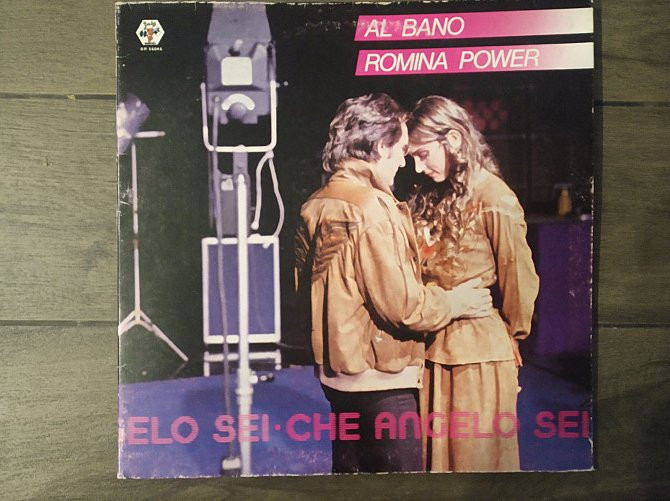 AL BANO
ROMINA POWER
ELO SEI·CHE ANGELO SEI